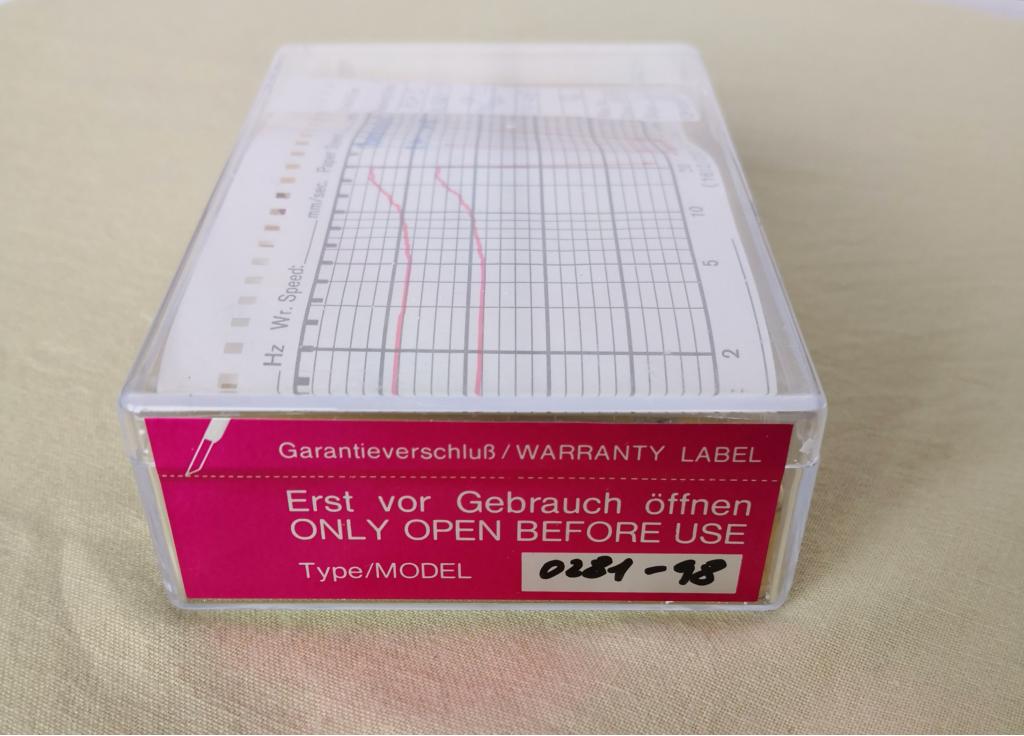 Hz Wr. Speed: mm/sec. Paper
10
5
2
Garantieverschluß/WARRANTY LABEL
Erst vor Gebrauch öffnen
ONLY OPEN BEFORE USE
Type/MODEL 0281-98